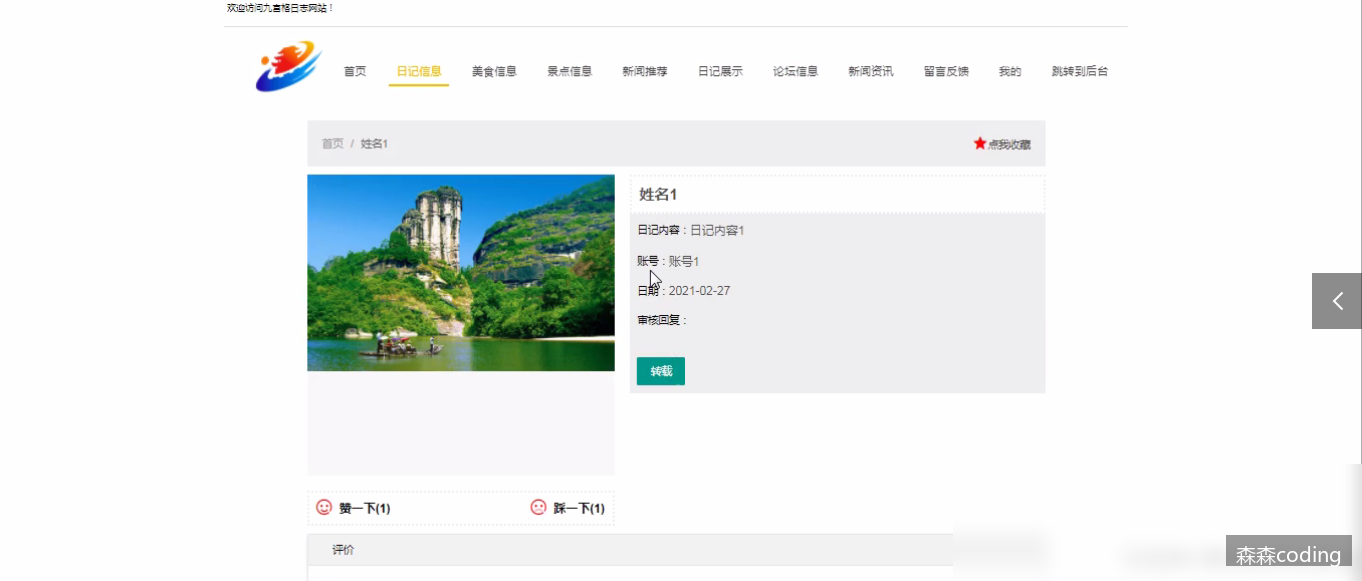 欢迎访问九宫格日志网站！
首页 日记信息 美食信息 景点信息 新闻推荐 日记展示 论坛信息 新闻资讯 留言反馈 我的 跳转到后台
首页 / 姓名1
点我收藏
姓名1
日记内容：日记内容1
账号：账号1
日期：2021-02-27
审核回复：
转载
赞一下(1)
踩一下(1)
评价
森森coding